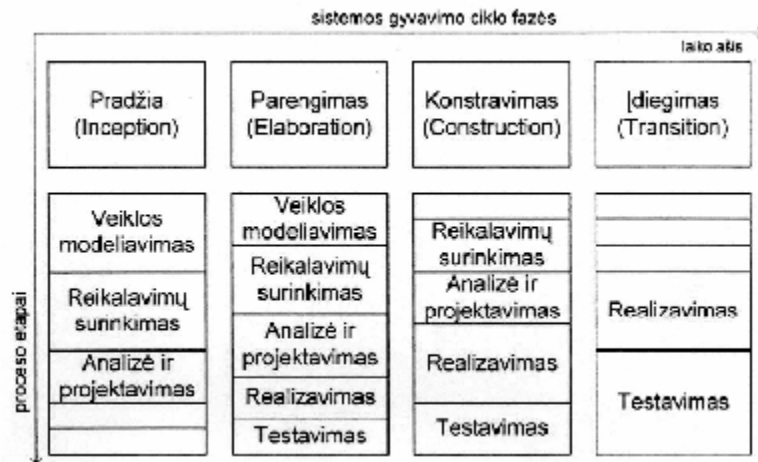 sistemos gyvavimo ciklo fazės
laiko ašis
Pradžia
(Inception)
Parengimas
(Elaboration)
Konstravimas
(Construction)
Įdiegimas
(Transition)
proceso etapai
Veiklos
modeliavimas
Reikalavimų
surinkimas
Analizė ir
projektavimas
Veiklos
modeliavimas
Reikalavimų
surinkimas
Analizė ir
projektavimas
Realizavimas
Testavimas
Reikalavimų
surinkimas
Analizė ir
projektavimas
Realizavimas
Testavimas
Realizavimas
Testavimas